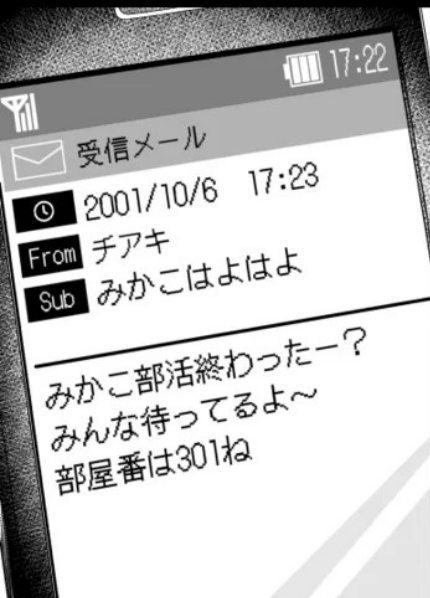 17:22
受信メール
2001/10/6 17:23
From チアキ
Sub みかこはよはよ
みかこ部活終わったー？
みんな待ってるよ～
部屋番は301ね